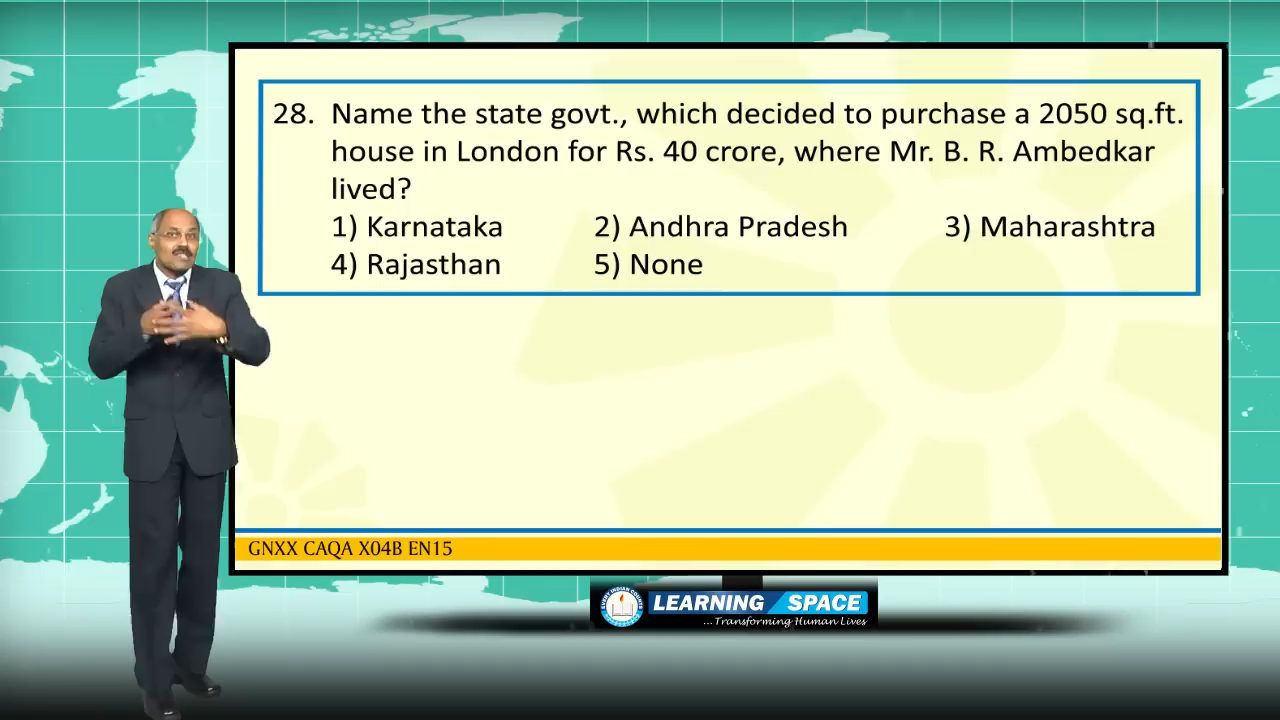 28. Name the state govt., which decided to purchase a 2050 sq.ft.
house in London for Rs. 40 crore, where Mr. B. R. Ambedkar
lived?
1) Karnataka 2) Andhra Pradesh 3) Maharashtra
4) Rajasthan 5) None
GNXX CAQA X04B EN15
LEARNING SPACE
...Transforming Human Lives